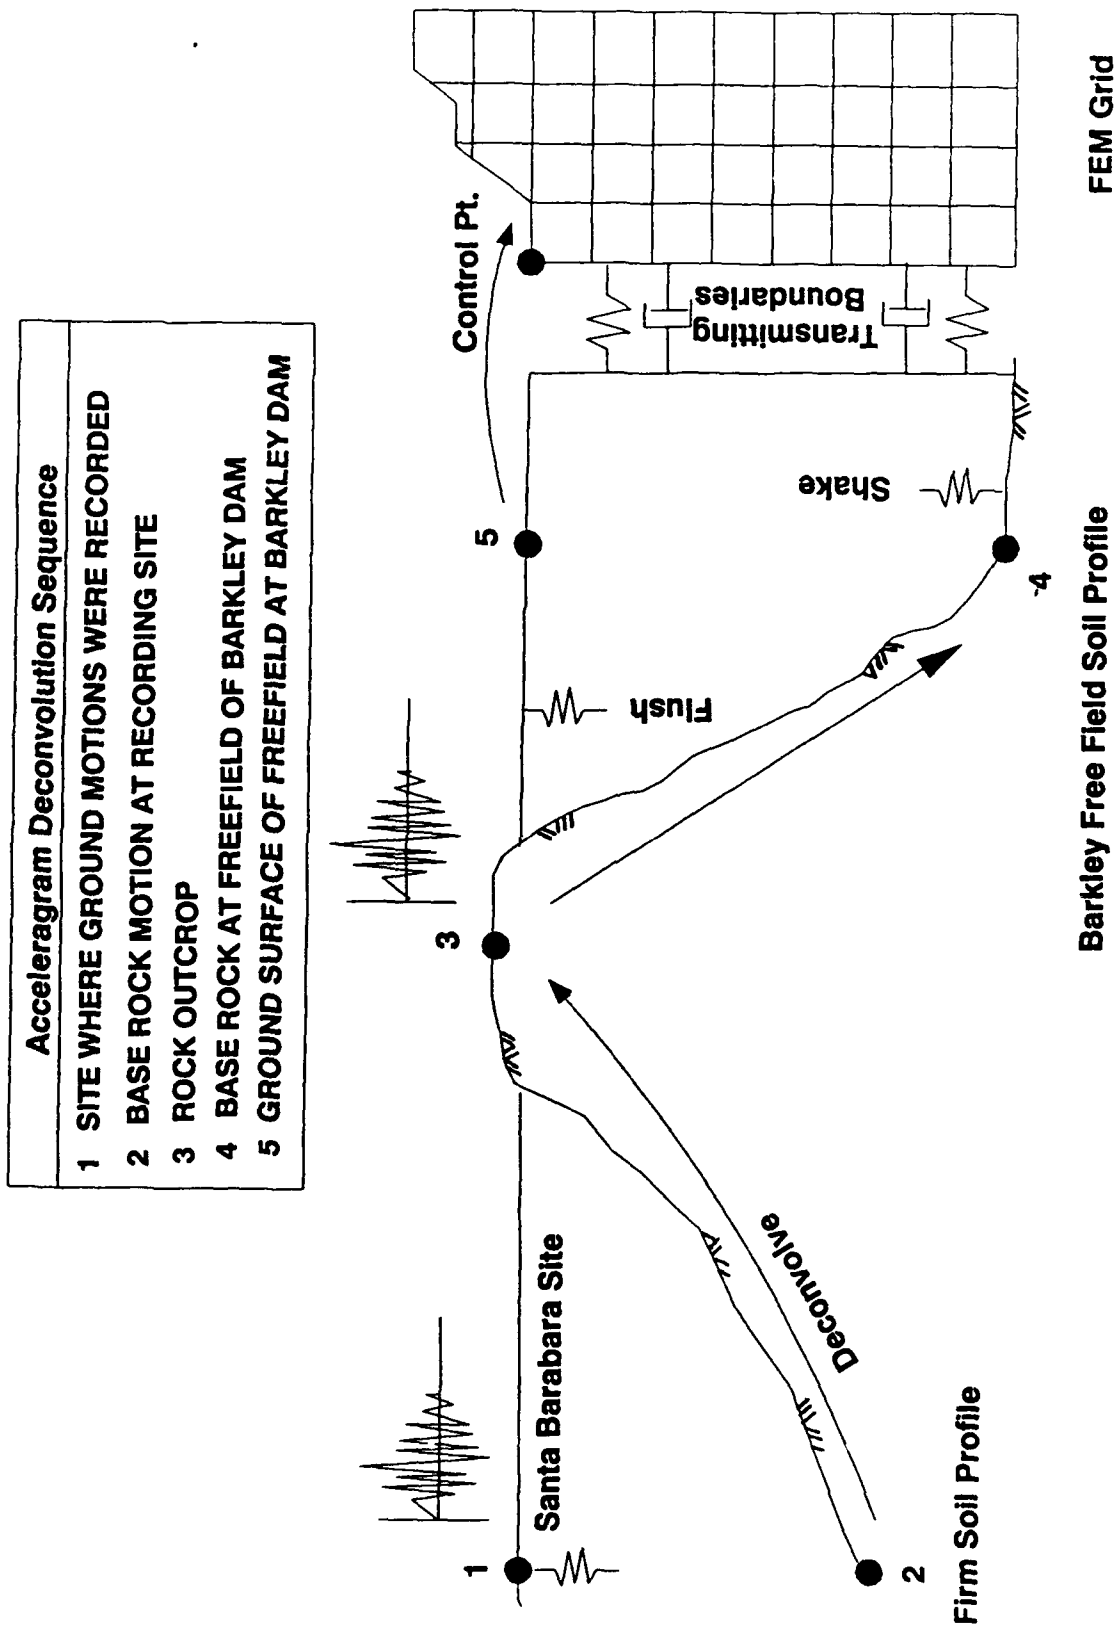 Acceleragram Deconvolution Sequence
1 SITE WHERE GROUND MOTIONS WERE RECORDED
2 BASE ROCK MOTION AT RECORDING SITE
3 ROCK OUTCROP
4 BASE ROCK AT FREEFIELD OF BARKLEY DAM
5 GROUND SURFACE OF FREEFIELD AT BARKLEY DAM
1
Santa Barabara Site
2
Firm Soil Profile
Deconvolve
3
Flush
5
Control Pt.
Shake
4
Transmitting
Boundaries
Barkley Free Field Soil Profile
FEM Grid